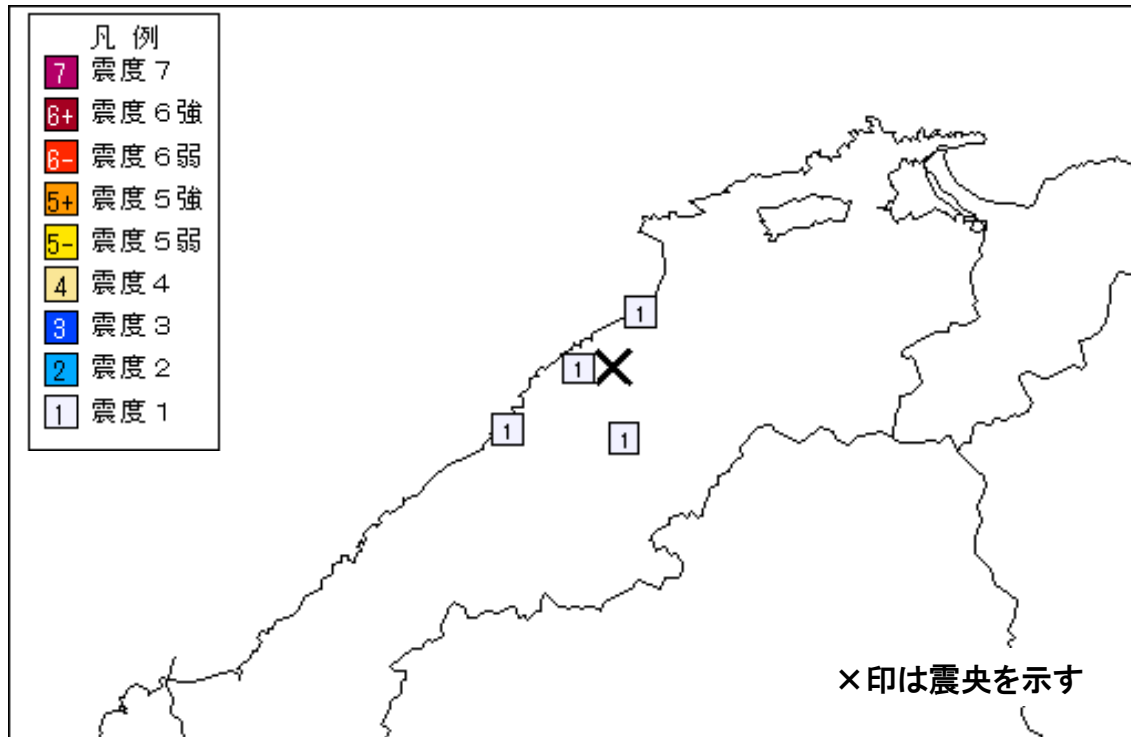 凡 例
7 震度７
6+ 震度６強
6- 震度６弱
5+ 震度５強
5- 震度５弱
4 震度４
3 震度３
2 震度２
1 震度１
1
1
1
1
×印は震央を示す